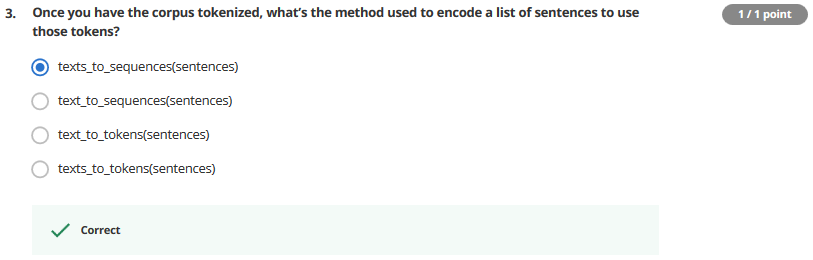 3. Once you have the corpus tokenized, what's the method used to encode a list of sentences to use
those tokens?
1 / 1 point
texts_to_sequences(sentences)
text_to_sequences(sentences)
text_to_tokens(sentences)
texts_to_tokens(sentences)
Correct